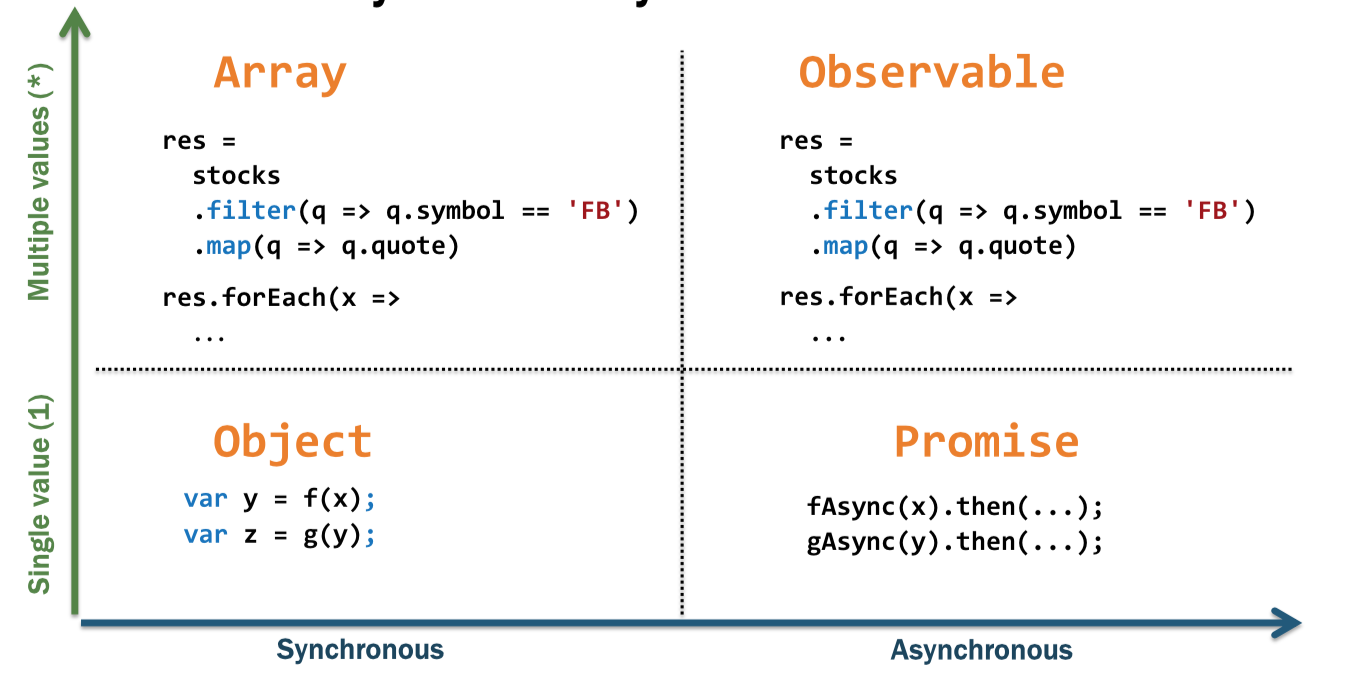 Multiple values (*)
Array
res =
stocks
.filter(q => q.symbol == 'FB')
.map(q => q.quote)
res.forEach(x =>
...
Observable
res =
stocks
.filter(q => q.symbol == 'FB')
.map(q => q.quote)
res.forEach(x =>
...
Single value (1)
Object
var y = f(x);
var z = g(y);
Promise
fAsync(x).then(...);
gAsync(y).then(...);
Synchronous
Asynchronous